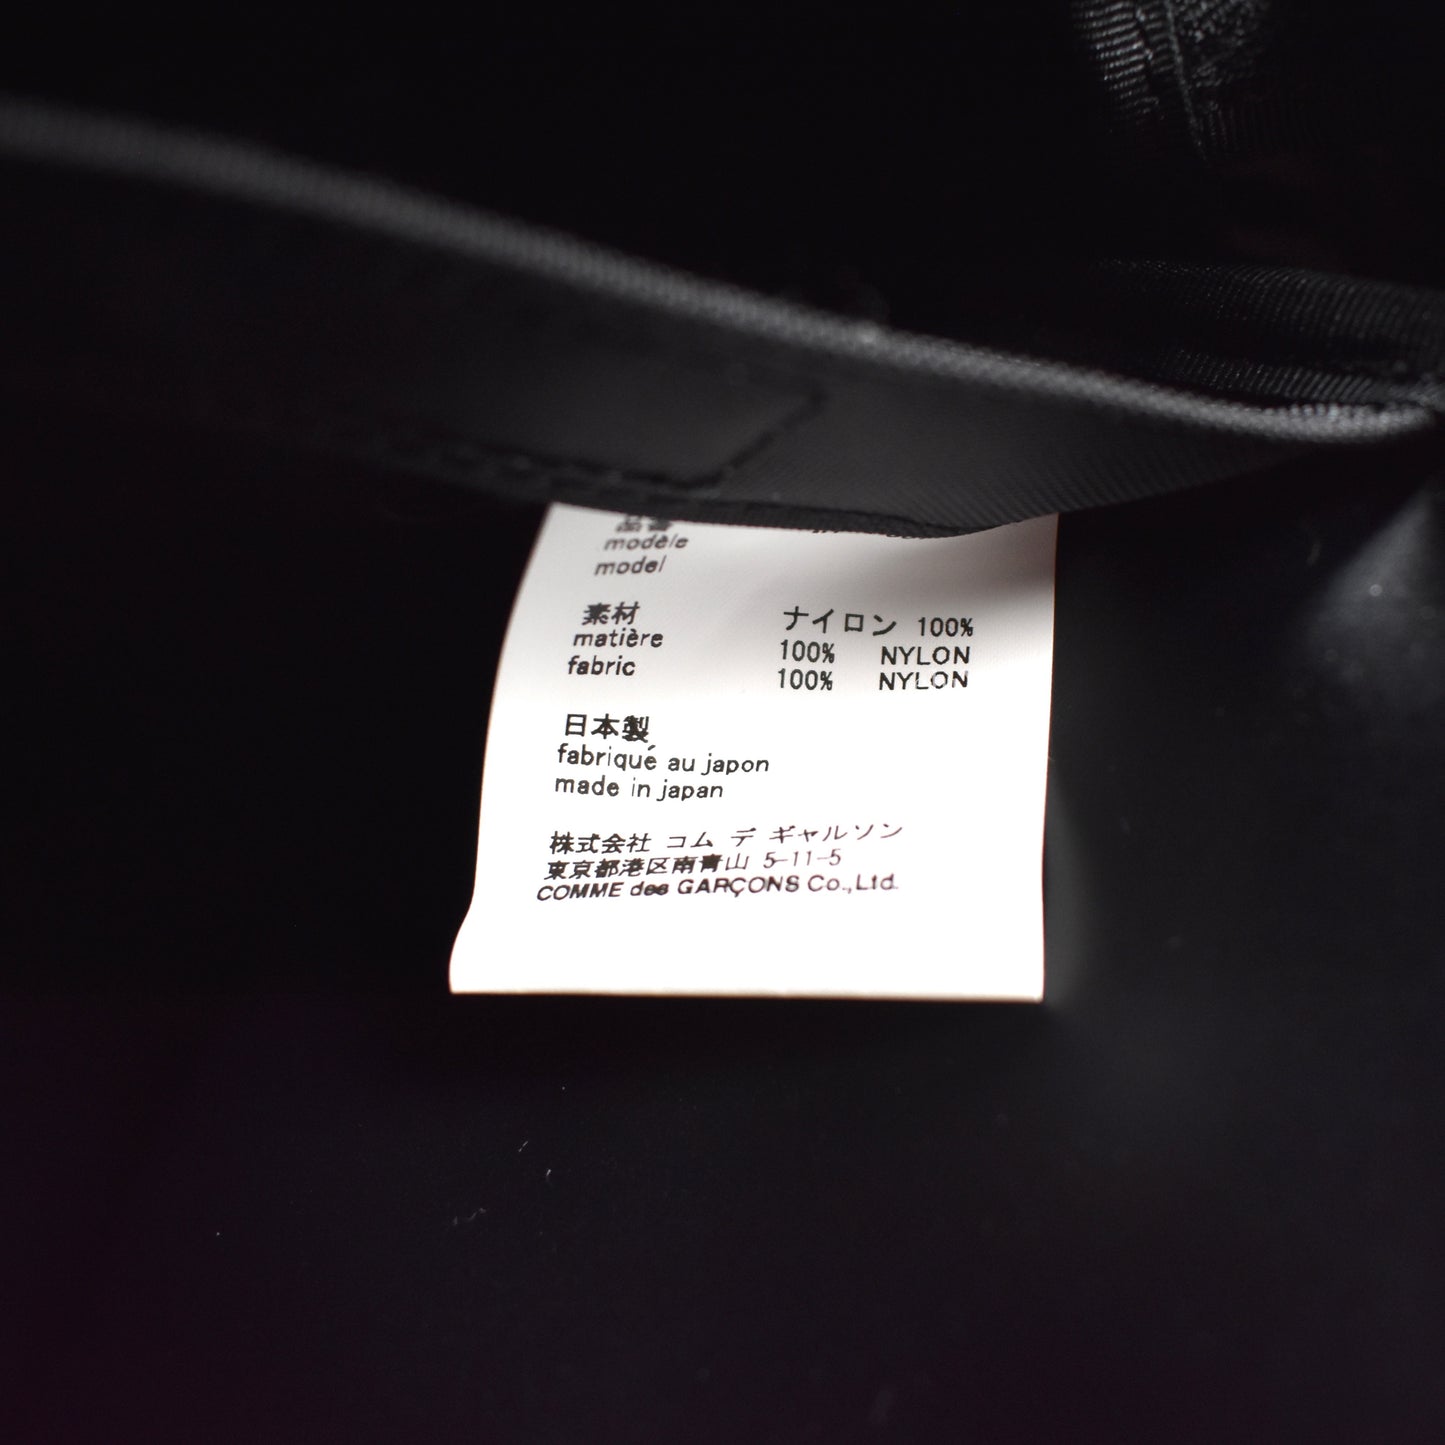 品番
modèle
model
素材 ナイロン 100%
matière 100% NYLON
fabric 100% NYLON
日本製
fabriqué au japon
made in japan
株式会社 コム デ ギャルソン
東京都港区南青山 5-11-5
COMME des GARÇONS Co.,Ltd.